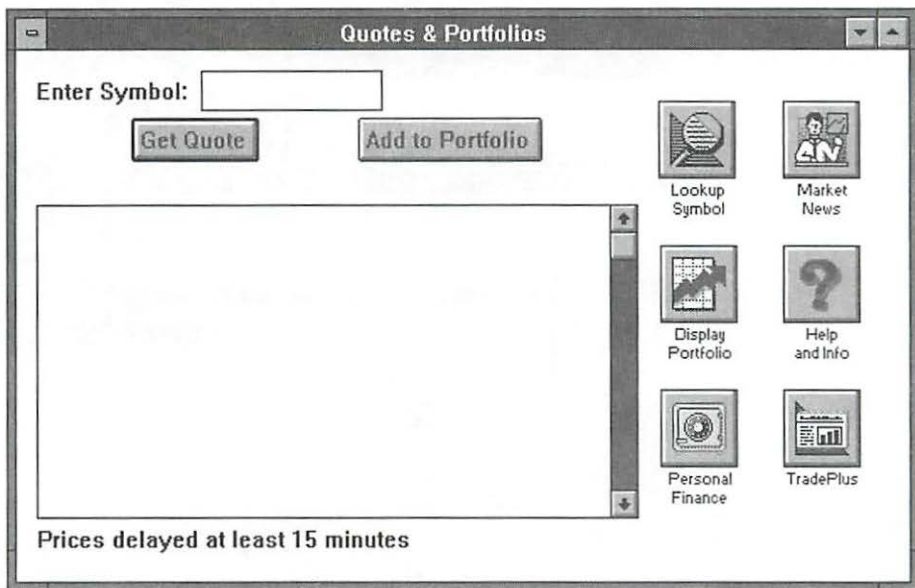 Quotes & Portfolios
Enter Symbol:
Get Quote
Add to Portfolio
Lookup
Symbol
Market
News
Display
Portfolio
Help
and Info
Personal
Finance
TradePlus
Prices delayed at least 15 minutes